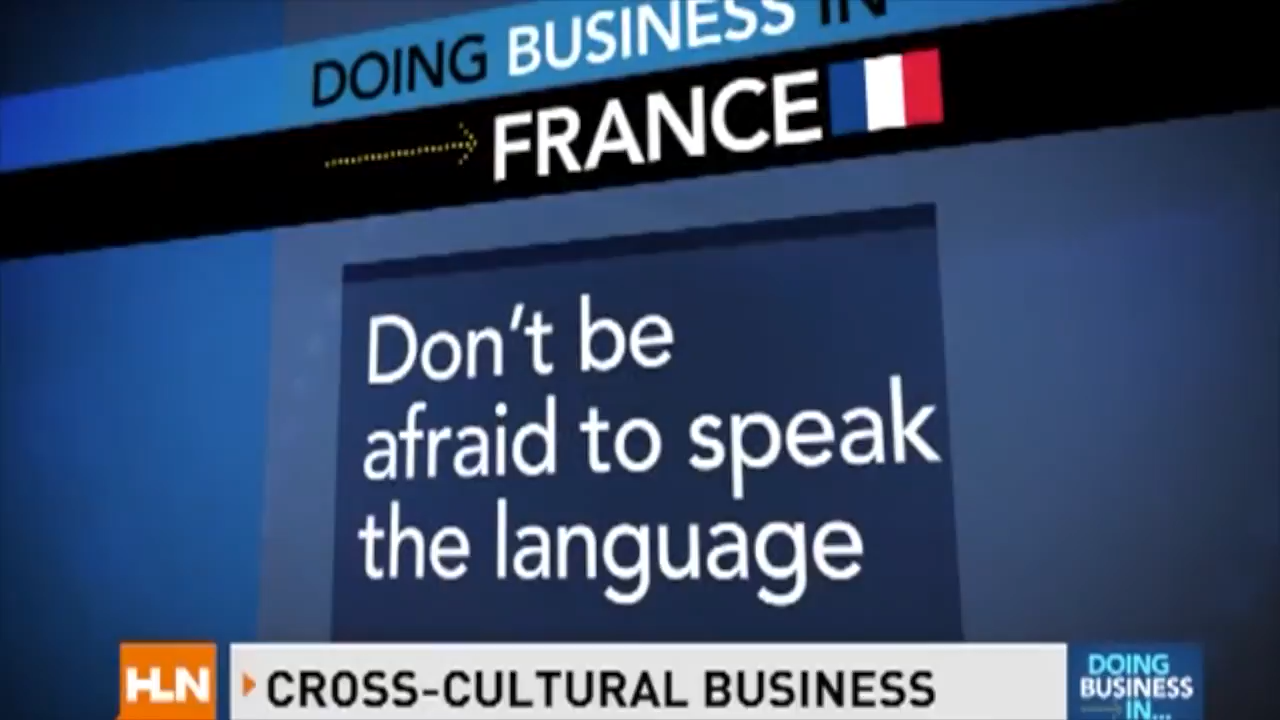 DOING BUSINESS IN
FRANCE
Don't be
afraid to speak
the language
HLN
CROSS-CULTURAL BUSINESS
DOING
BUSINESS
IN...